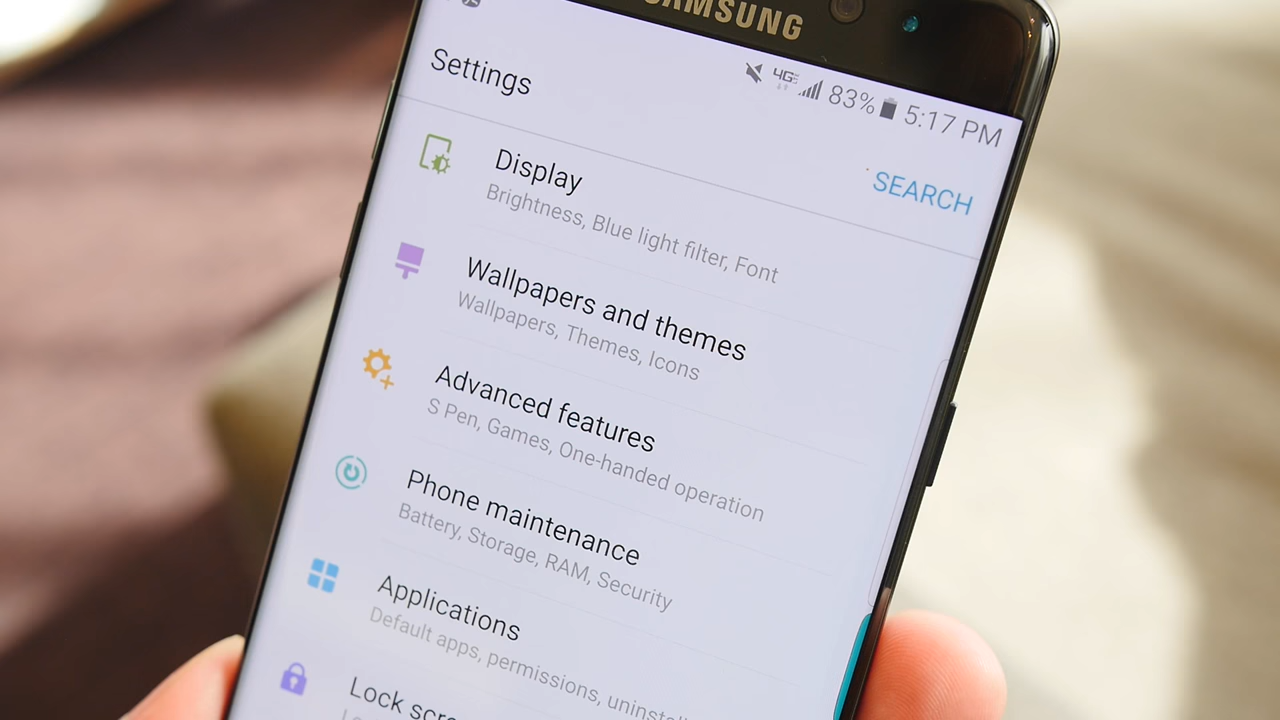 SAMSUNG
4G 83% 5:17 PM
Settings
SEARCH
Display
Brightness, Blue light filter, Font
Wallpapers and themes
Wallpapers, Themes, Icons
Advanced features
S Pen, Games, One-handed operation
Phone maintenance
Battery, Storage, RAM, Security
Applications
Default apps, permissions, uninstall
Lock scr